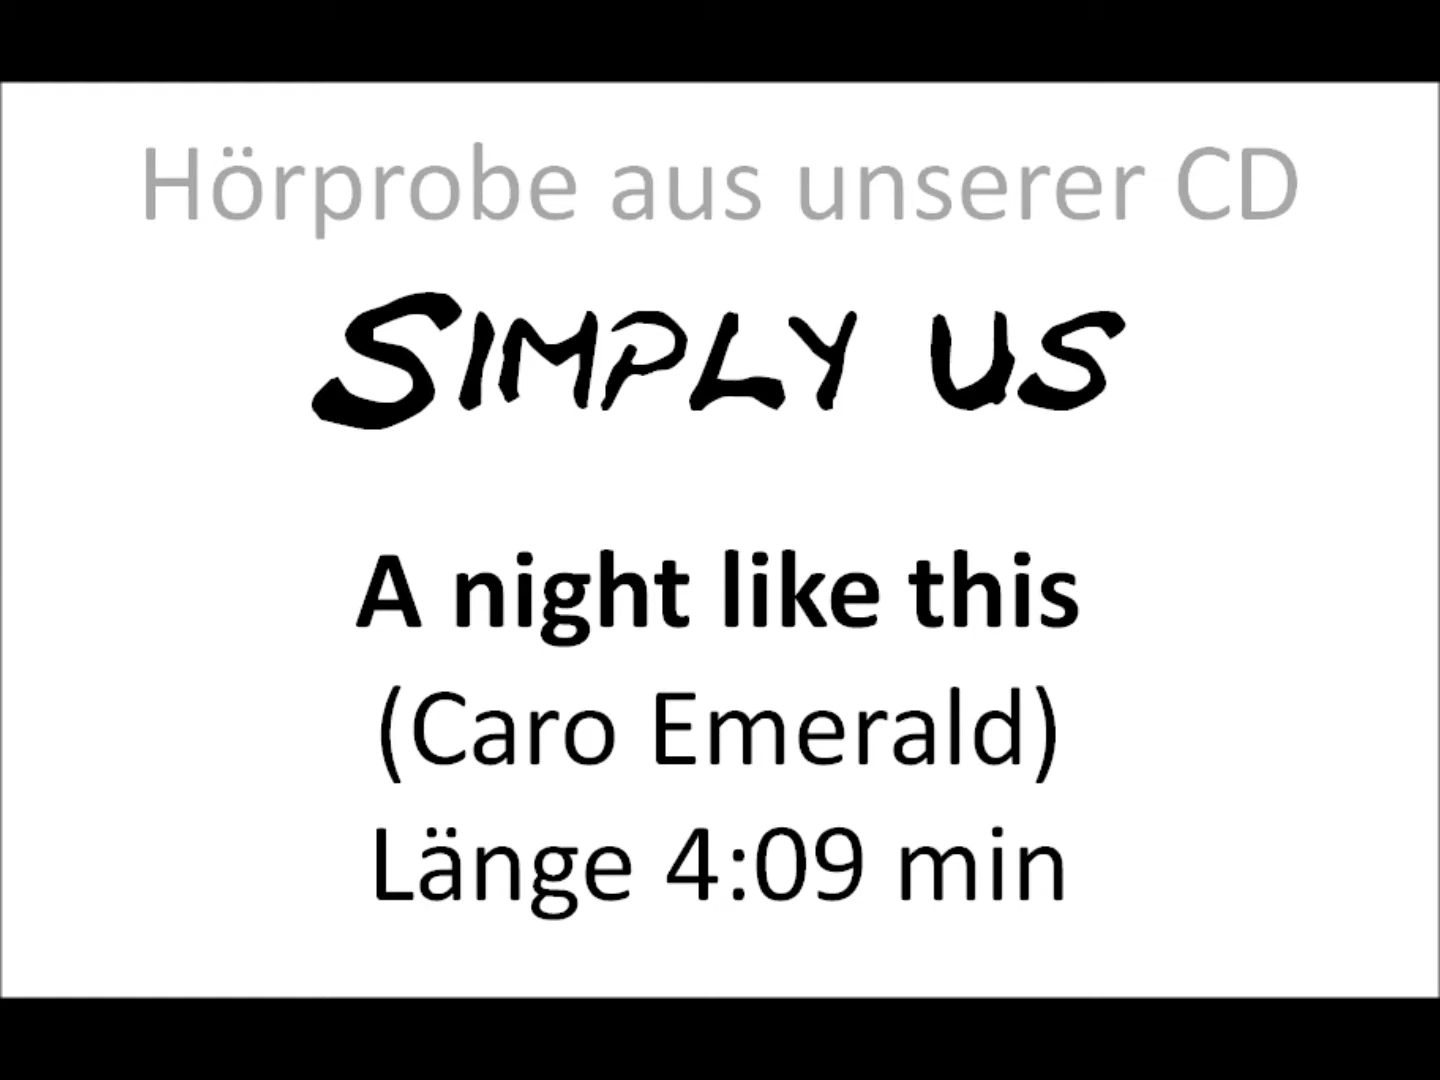 Hörprobe aus unserer CD
SIMPLY US
A night like this
(Caro Emerald)
Länge 4:09 min